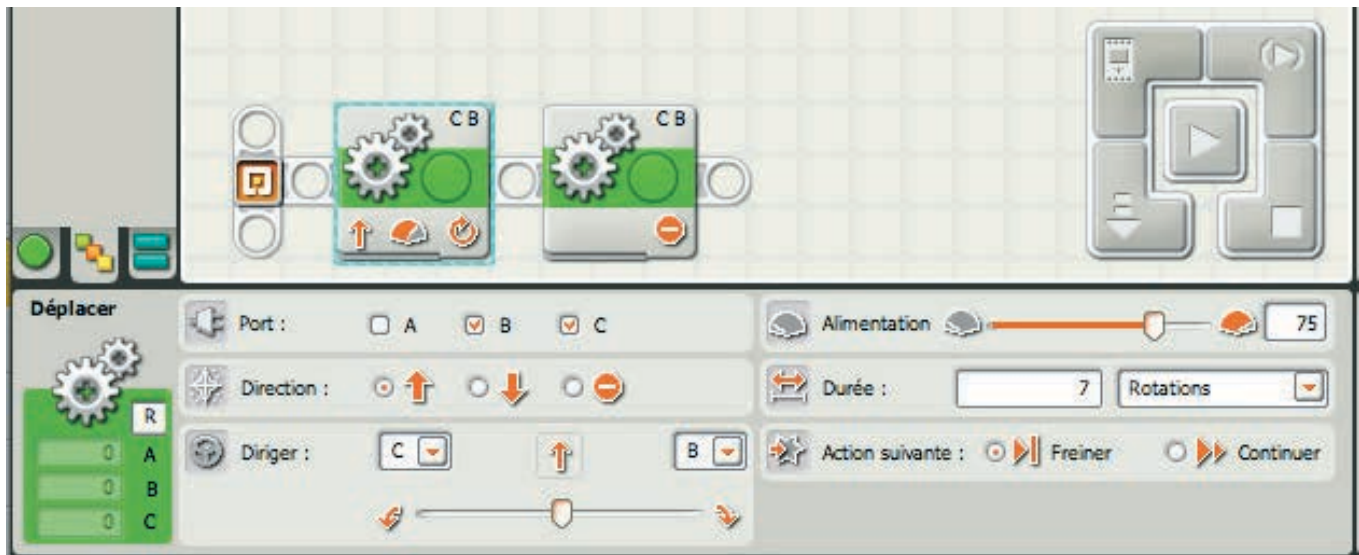 C B
C B
Déplacer
R
0 A
0 B
0 C
Port : A B C
Direction :
Diriger : C B
Alimentation 75
Durée : 7 Rotations
Action suivante : Freiner Continuer